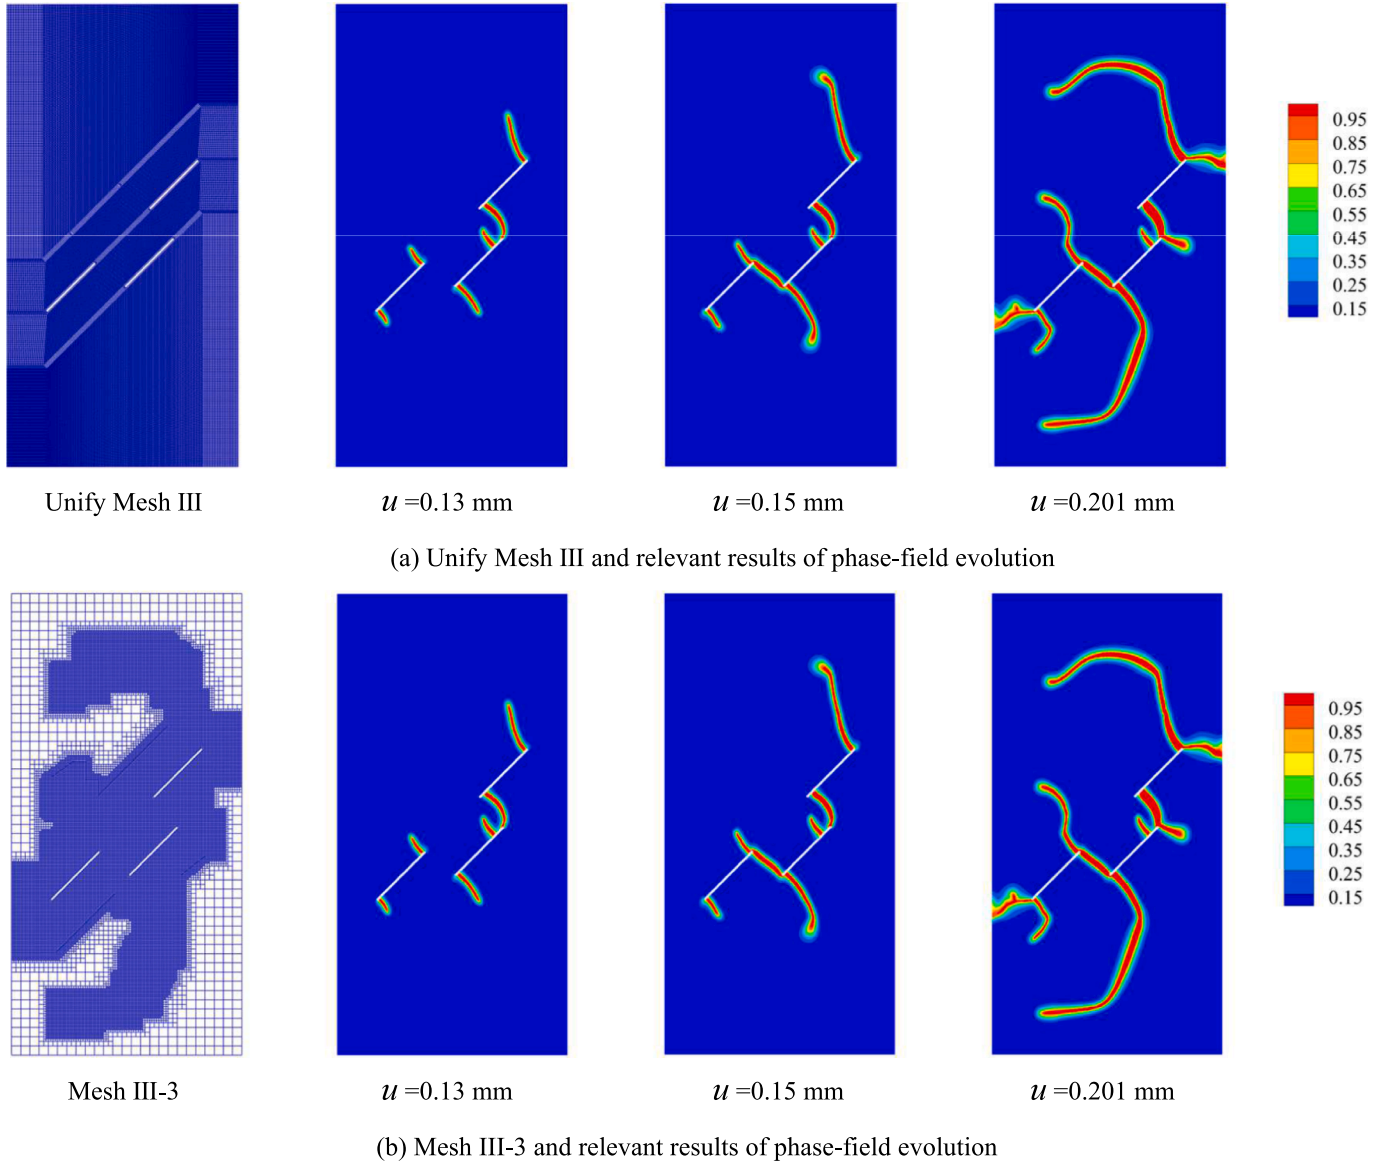 0.95
0.85
0.75
0.65
0.55
0.45
0.35
0.25
0.15
Unify Mesh III
u =0.13 mm
u =0.15 mm
u =0.201 mm
(a) Unify Mesh III and relevant results of phase-field evolution
0.95
0.85
0.75
0.65
0.55
0.45
0.35
0.25
0.15
Mesh III-3
u =0.13 mm
u =0.15 mm
u =0.201 mm
(b) Mesh III-3 and relevant results of phase-field evolution